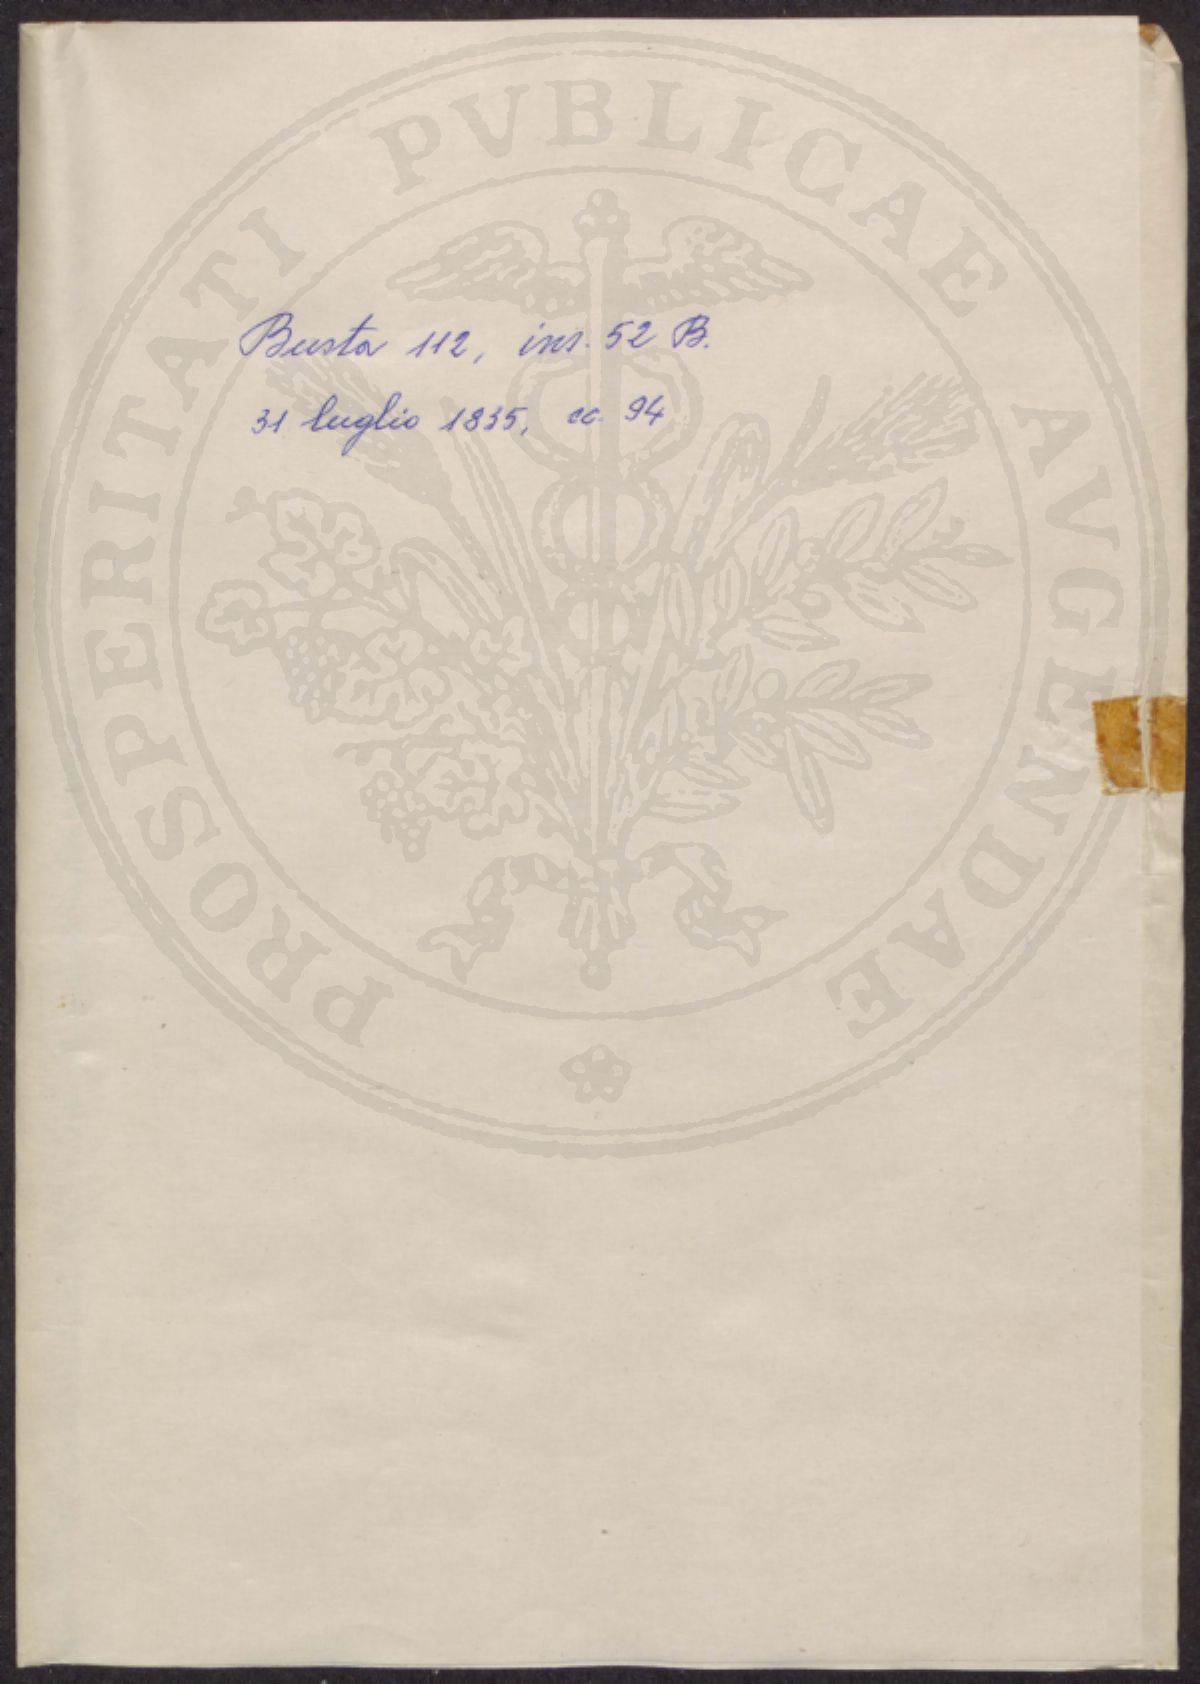 Busta 112, ins. 52 B.
31 luglio 1835, cc. 94
PROSPERITATI PVBLICAE AVGENDAE